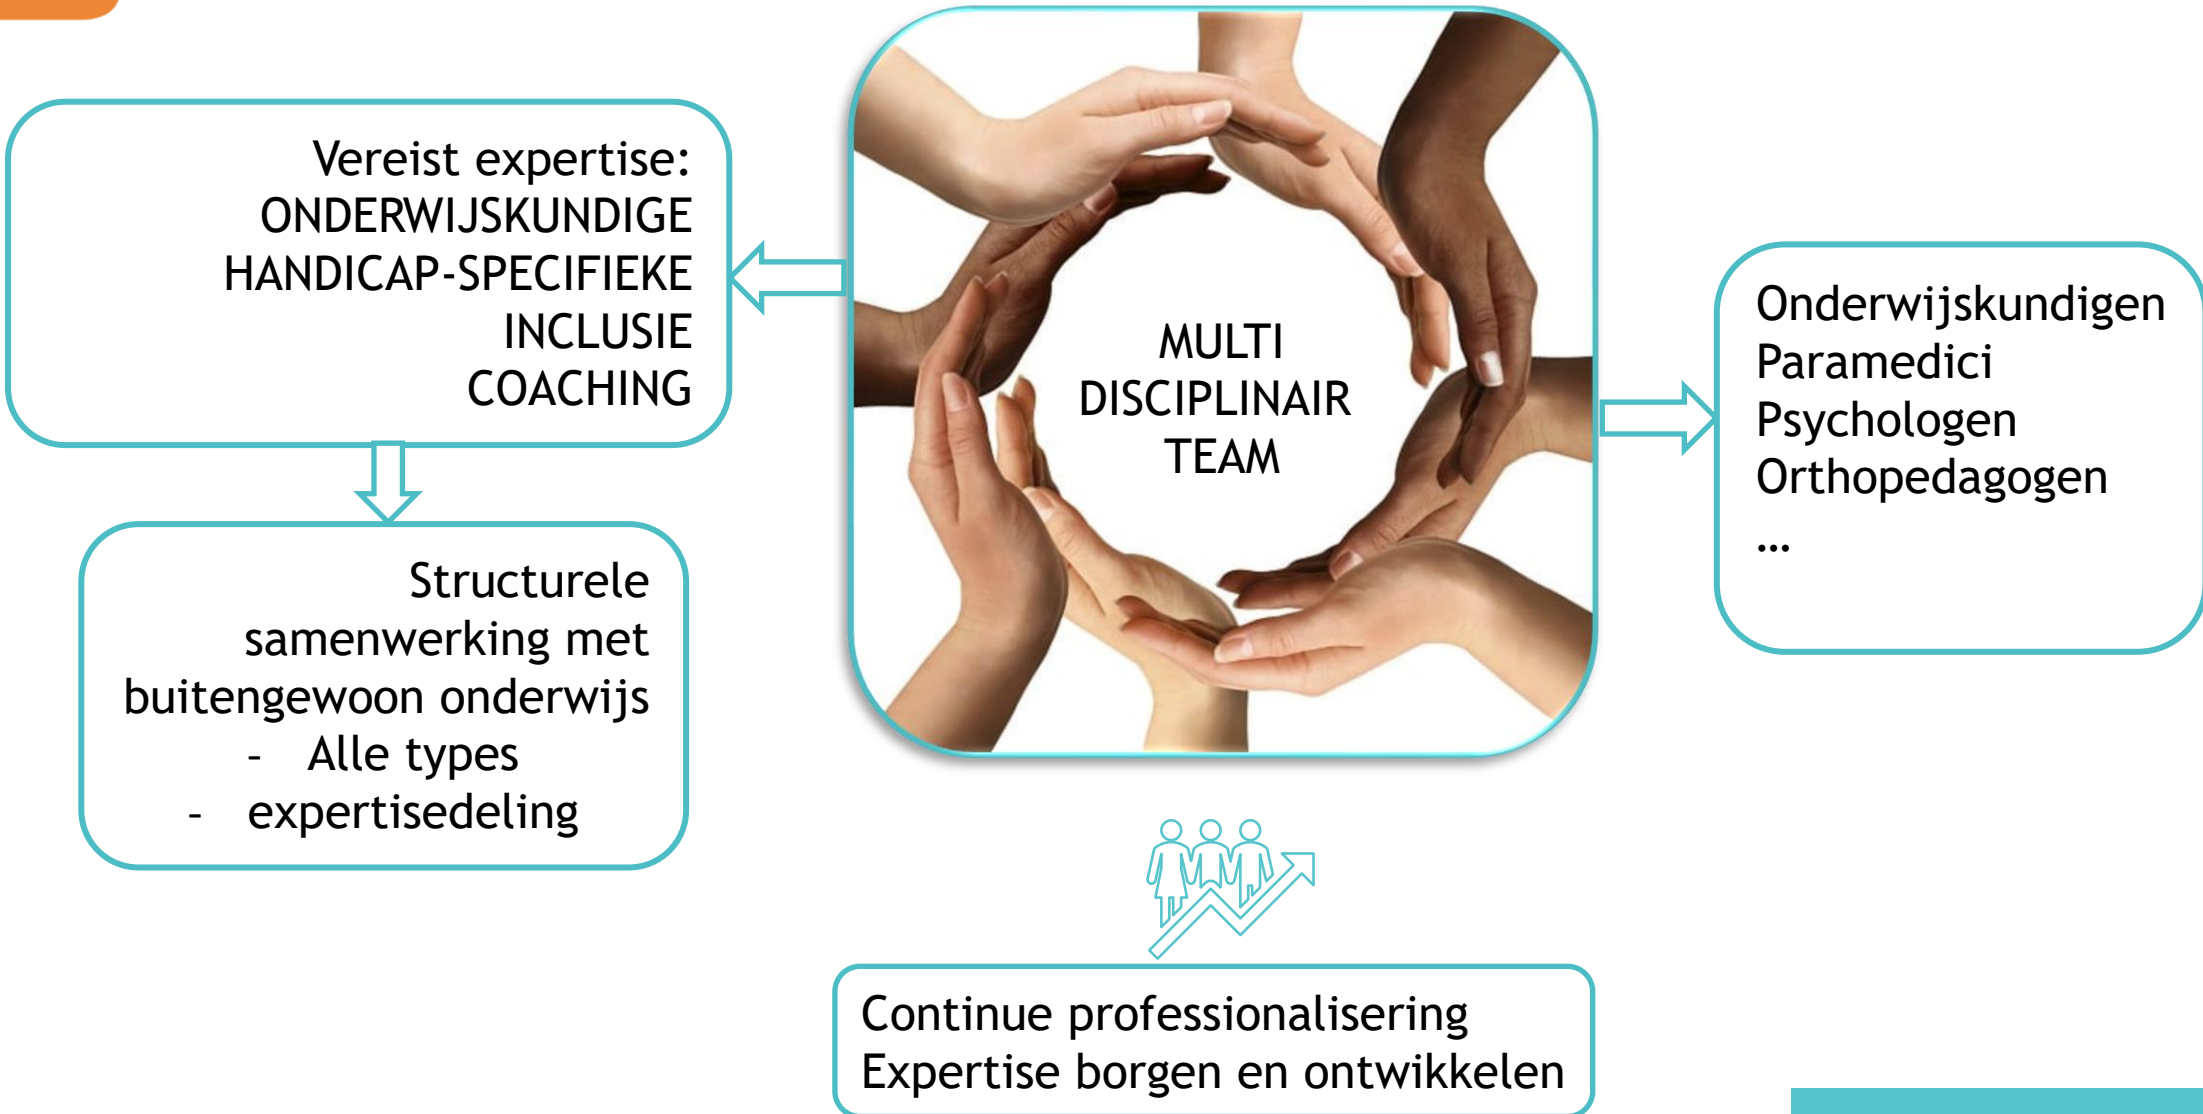 Vereist expertise:
ONDERWIJSKUNDIGE
HANDICAP-SPECIFIEKE
INCLUSIE
COACHING
Structurele
samenwerking met
buitengewoon onderwijs
- Alle types
- expertisedeling
MULTI
DISCIPLINAIR
TEAM
Onderwijskundigen
Paramedici
Psychologen
Orthopedagogen
…
Continue professionalisering
Expertise borgen en ontwikkelen